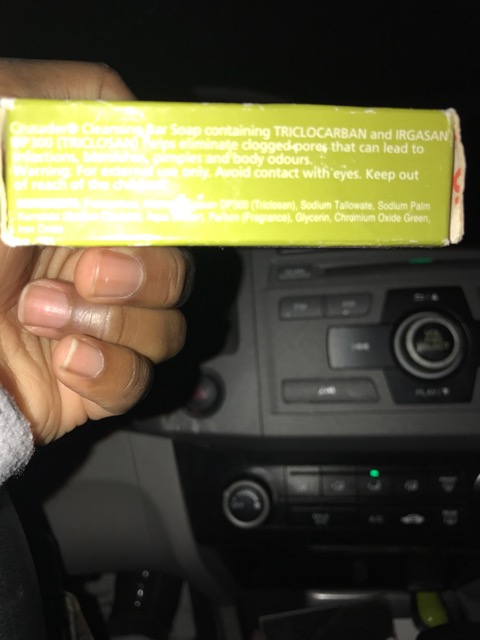 Crusader® Cleansing Bar Soap containing TRICLOCARBAN and IRGASAN
DP300 (TRICLOSAN) helps eliminate clogged pores that can lead to
infections, blemishes, pimples and body odours.
Warning: For external use only. Avoid contact with eyes. Keep out
of reach of the children.
DP300 (Triclosan), Sodium Tallowate, Sodium Palm
Parfum (Fragrance), Glycerin, Chromium Oxide Green,